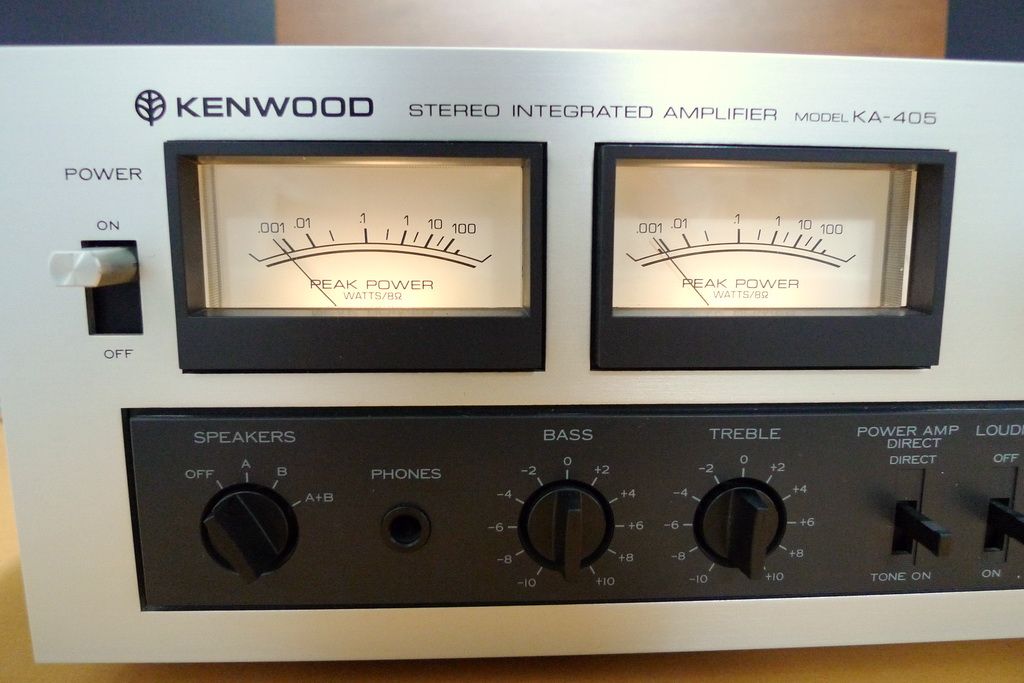 KENWOOD STEREO INTEGRATED AMPLIFIER MODEL KA-405
POWER
ON
OFF
.001 .01 .1 1 10 100
PEAK POWER
WATTS/8Ω
.001 .01 .1 1 10 100
PEAK POWER
WATTS/8Ω
SPEAKERS
OFF A B A+B
PHONES
BASS
-10 -8 -6 -4 -2 0 +2 +4 +6 +8 +10
TREBLE
-10 -8 -6 -4 -2 0 +2 +4 +6 +8 +10
POWER AMP
DIRECT
DIRECT
TONE ON
LOUD
OFF
ON